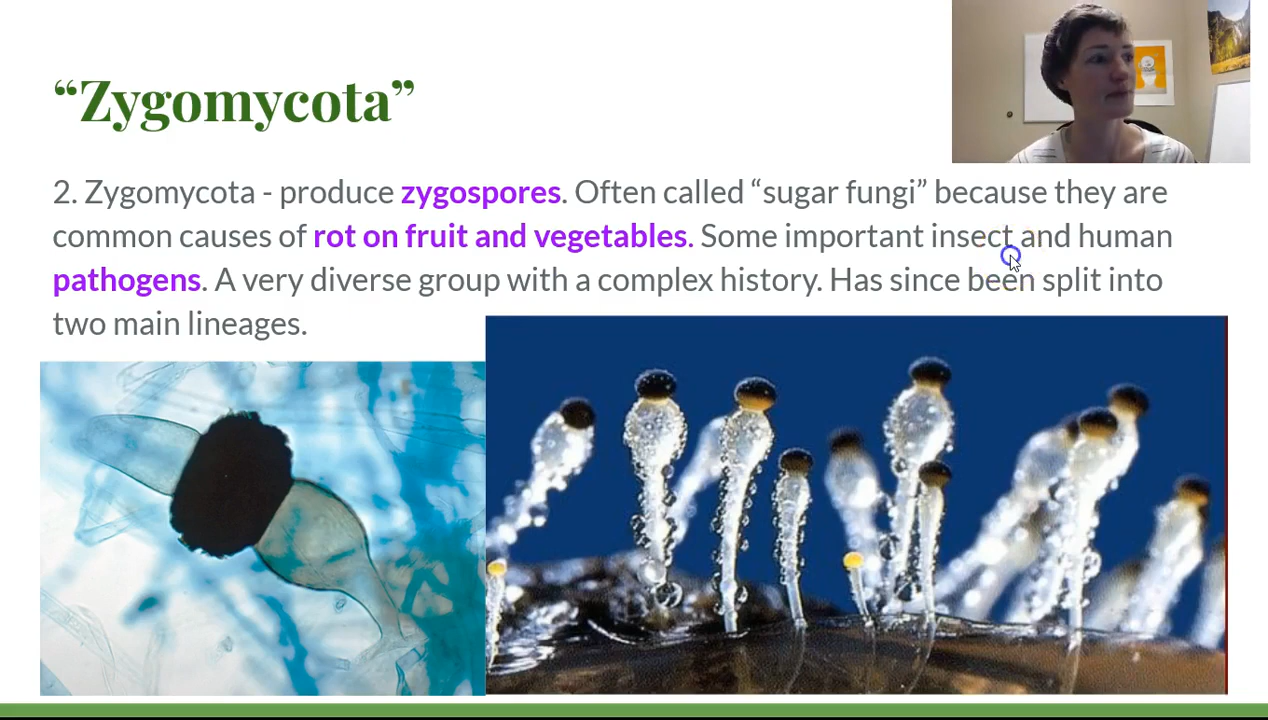 “Zygomycota”
2. Zygomycota - produce zygospores. Often called “sugar fungi” because they are
common causes of rot on fruit and vegetables. Some important insect and human
pathogens. A very diverse group with a complex history. Has since been split into
two main lineages.